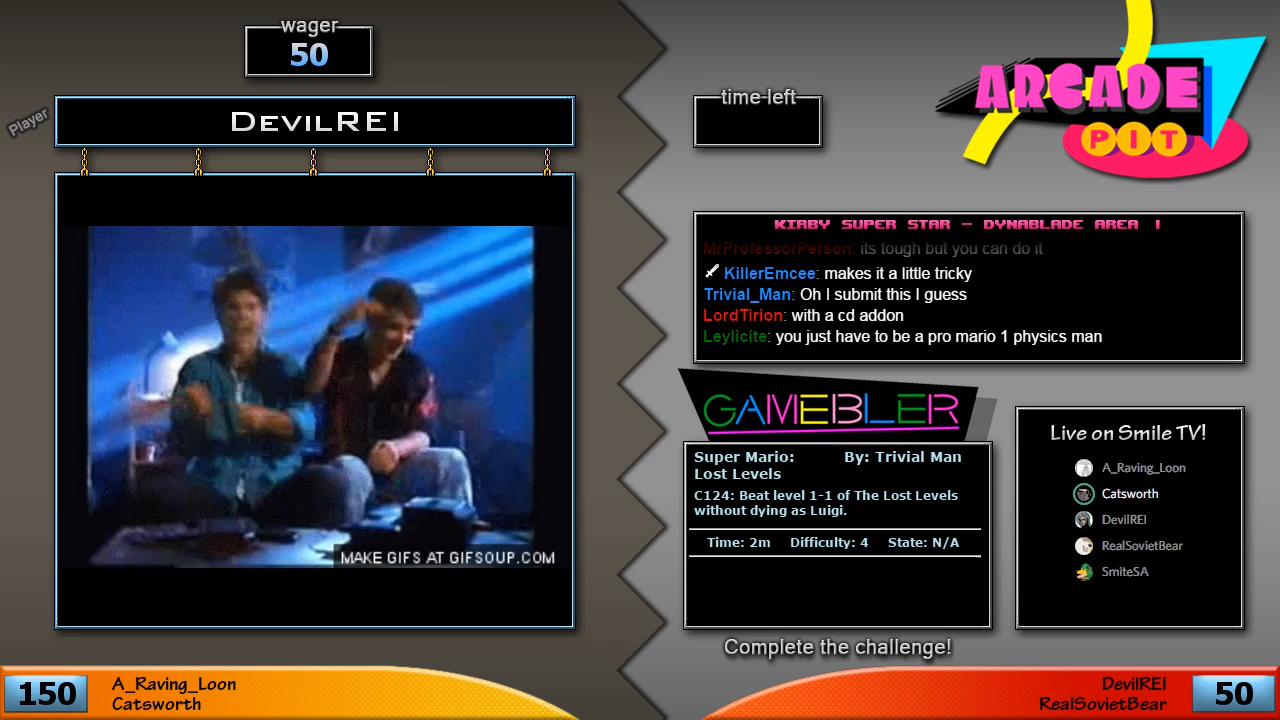 wager
50
Player
DevilREI
MAKE GIFS AT GIFSOUP.COM
time left
ARCADE
PIT
KIRBY SUPER STAR - DYNABLADE AREA 1
MrProfessorPerson: its tough but you can do it
KillerEmcee: makes it a little tricky
Trivial_Man: Oh I submit this I guess
LordTirion: with a cd addon
Leylicite: you just have to be a pro mario 1 physics man
GAMEBLER
Super Mario: By: Trivial Man
Lost Levels
C124: Beat level 1-1 of The Lost Levels
without dying as Luigi.
Time: 2m Difficulty: 4 State: N/A
Complete the challenge!
Live on Smile TV!
A_Raving_Loon
Catsworth
DevilREI
RealSovietBear
SmiteSA
150
A_Raving_Loon
Catsworth
DevilREI
RealSovietBear
50